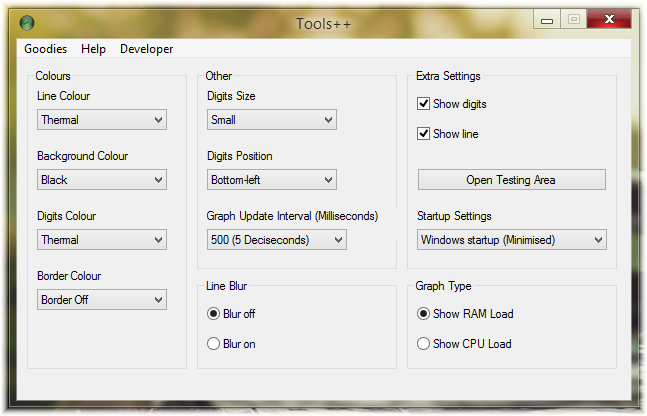 Tools++
Goodies Help Developer
Colours
Line Colour
Thermal
Background Colour
Black
Digits Colour
Thermal
Border Colour
Border Off
Other
Digits Size
Small
Digits Position
Bottom-left
Graph Update Interval (Milliseconds)
500 (5 Deciseconds)
Line Blur
Blur off
Blur on
Extra Settings
Show digits
Show line
Open Testing Area
Startup Settings
Windows startup (Minimised)
Graph Type
Show RAM Load
Show CPU Load